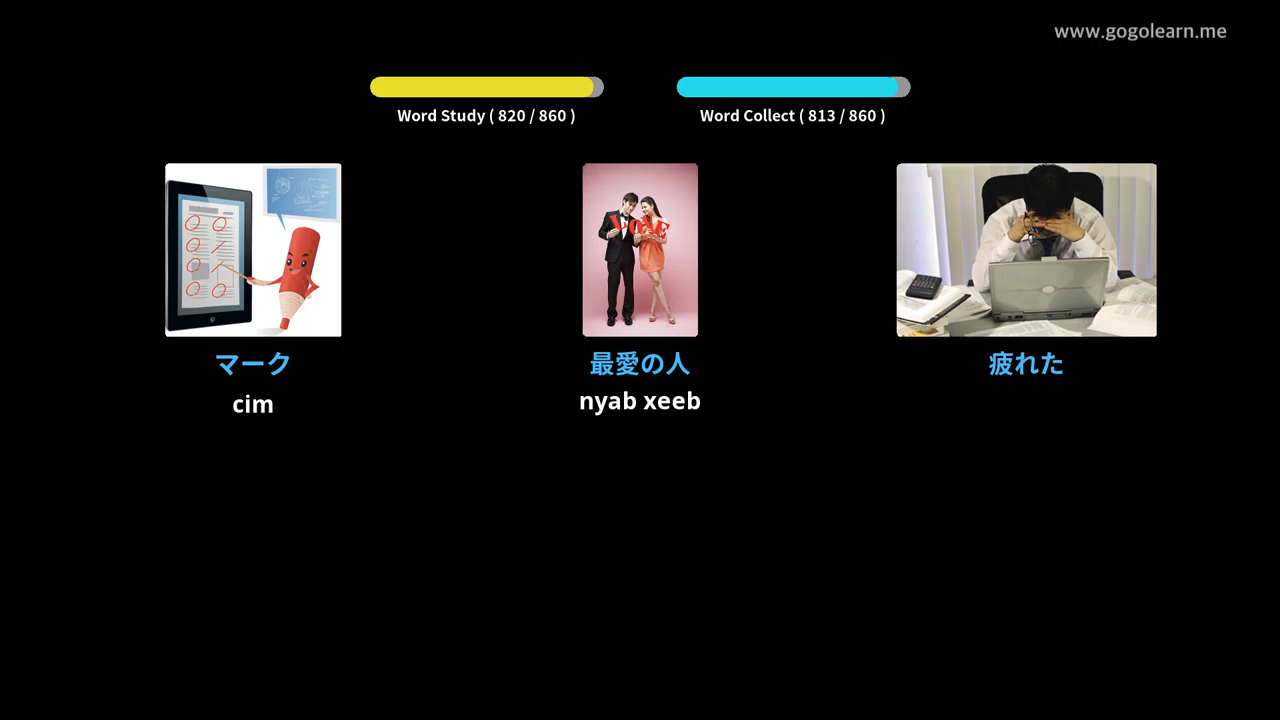 www.gogolearn.me
Word Study ( 820 / 860 )
Word Collect ( 813 / 860 )
LOVE
マーク
最愛の人
疲れた
cim
nyab xeeb